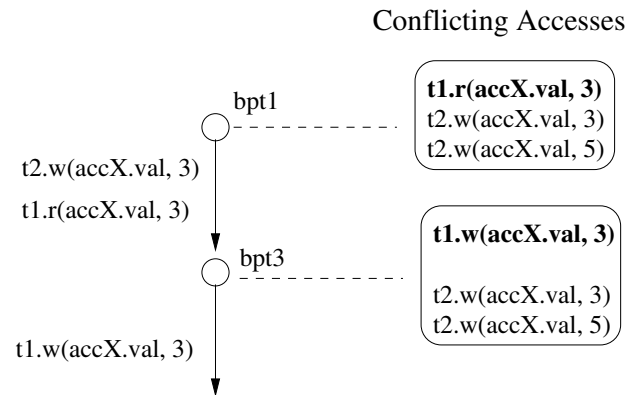 Conflicting Accesses
bpt1
t1.r(accX.val, 3)
t2.w(accX.val, 3)
t2.w(accX.val, 5)
t2.w(accX.val, 3)
t1.r(accX.val, 3)
bpt3
t1.w(accX.val, 3)
t2.w(accX.val, 3)
t2.w(accX.val, 5)
t1.w(accX.val, 3)